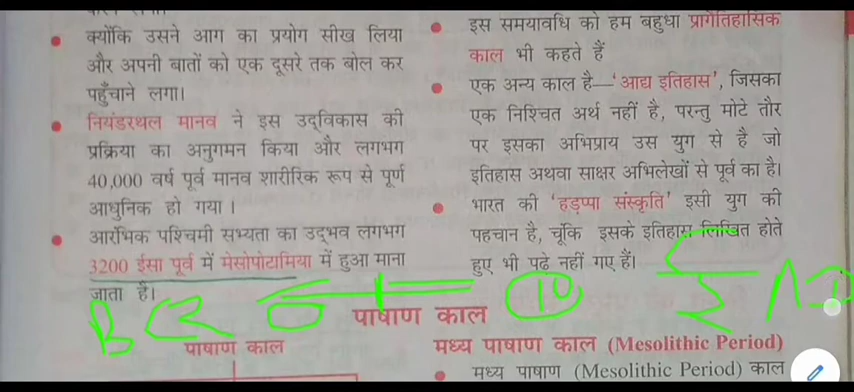 क्योंकि उसने आग का प्रयोग सीख लिया
और अपनी बातों को एक दूसरे तक बोल कर
पहुँचाने लगा।
नियंडरथल मानव ने इस उद्‌विकास की
प्रक्रिया का अनुगमन किया और लगभग
40,000 वर्ष पूर्व मानव शारीरिक रूप से पूर्ण
आधुनिक हो गया।
आरंभिक पश्चिमी सभ्यता का उद्‌भव लगभग
3200 ईसा पूर्व में मेसोपोटामिया में हुआ माना
जाता है।
इस समयावधि को हम बहुधा प्रागैतिहासिक
काल भी कहते हैं
एक अन्य काल है—'आद्य इतिहास', जिसका
एक निश्चित अर्थ नहीं है, परन्तु मोटे तौर
पर इसका अभिप्राय उस युग से है जो
इतिहास अथवा साक्षर अभिलेखों से पूर्व का है।
भारत की 'हड़प्पा संस्कृति' इसी युग की
पहचान है, चूंकि इसके इतिहास लिखित होते
हुए भी पढ़े नहीं गए हैं।
पाषाण काल
पाषाण काल
मध्य पाषाण काल (Mesolithic Period)
मध्य पाषाण (Mesolithic Period) काल